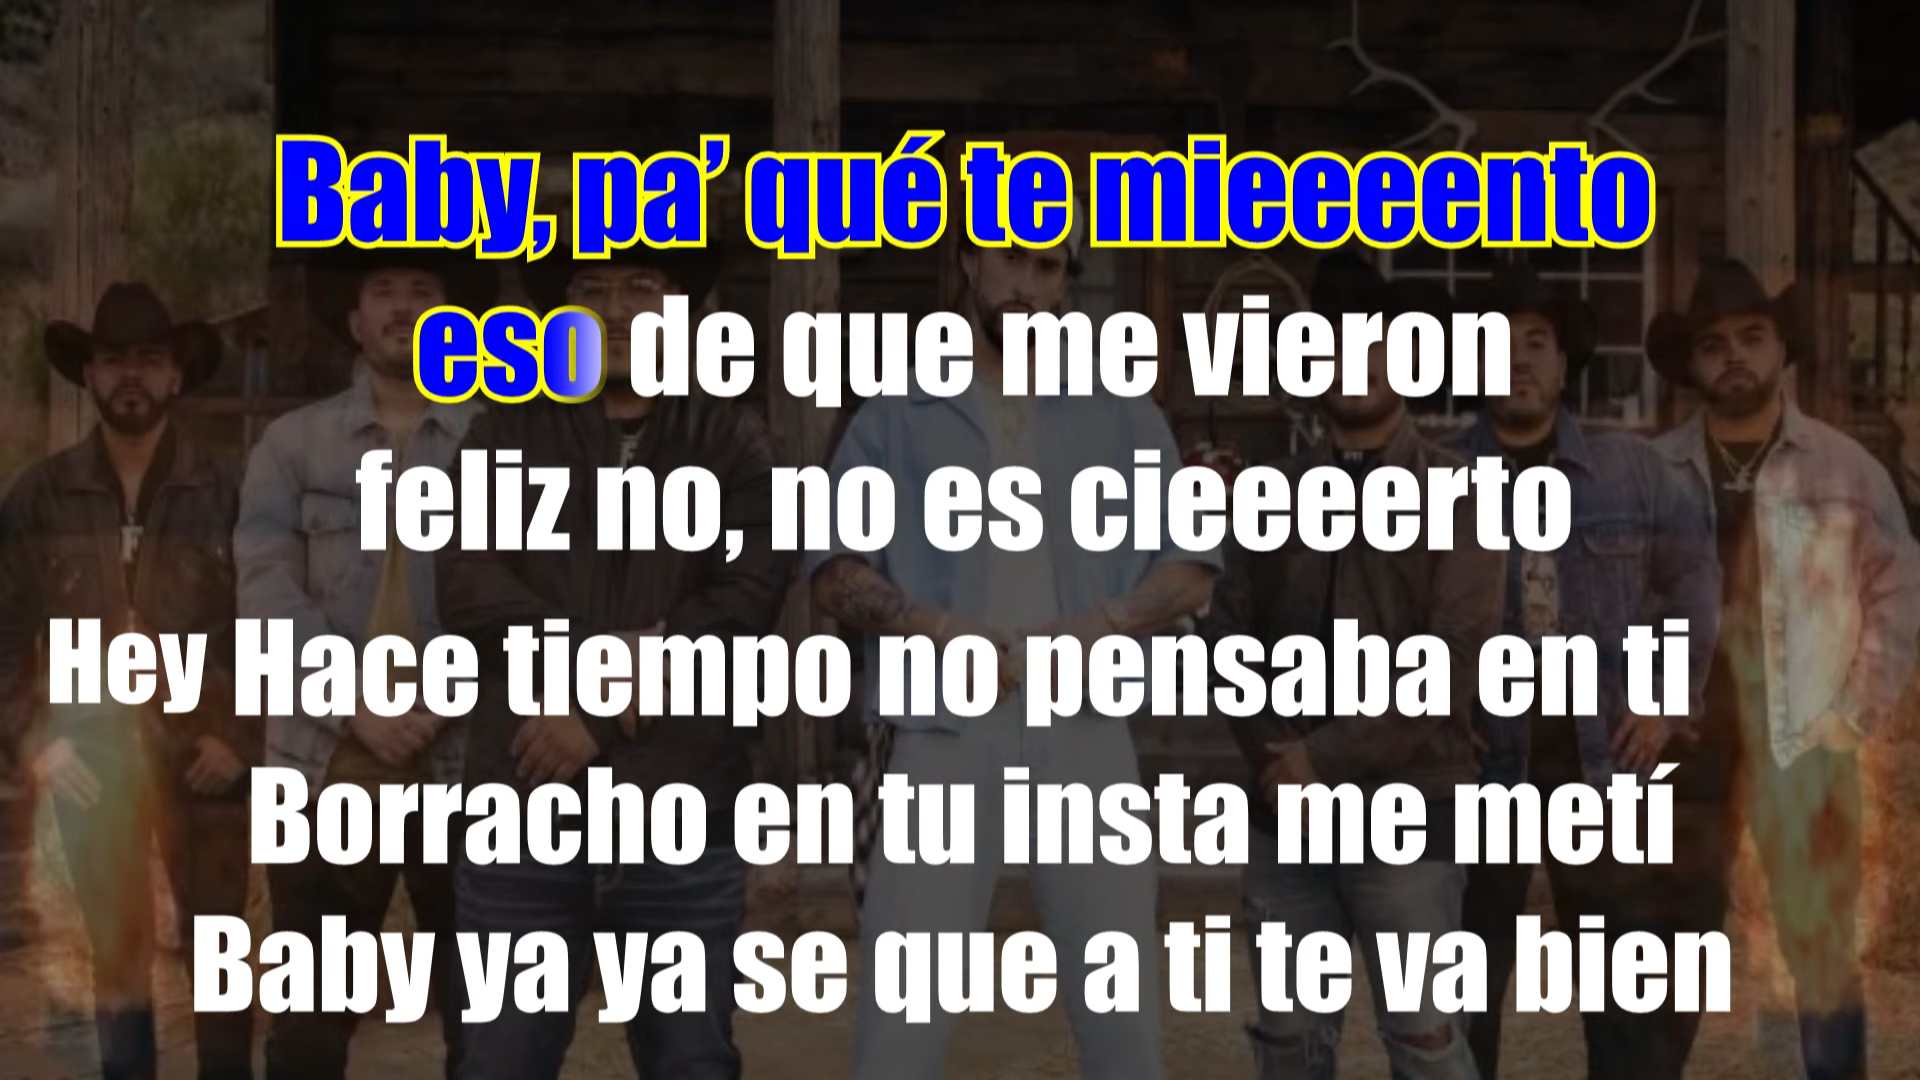 Baby, pa’ qué te mieeeento
eso de que me vieron
feliz no, no es cieeeerto
Hey Hace tiempo no pensaba en ti
Borracho en tu insta me metí
Baby ya ya se que a ti te va bien